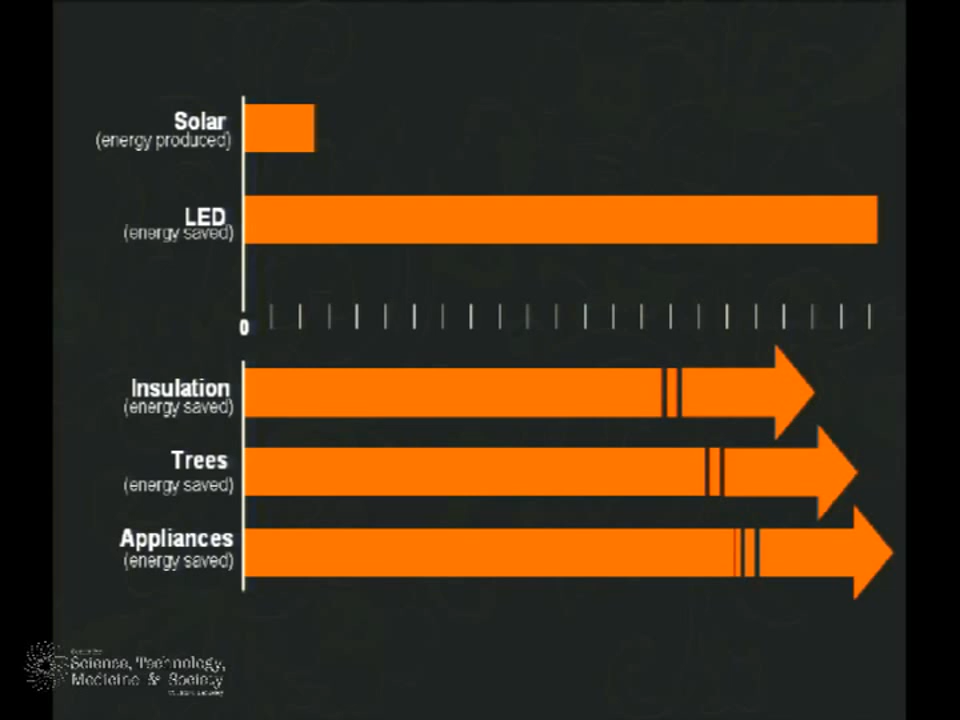 Solar
(energy produced)
LED
(energy saved)
0
Insulation
(energy saved)
Trees
(energy saved)
Appliances
(energy saved)
Science, Technology,
Medicine & Society